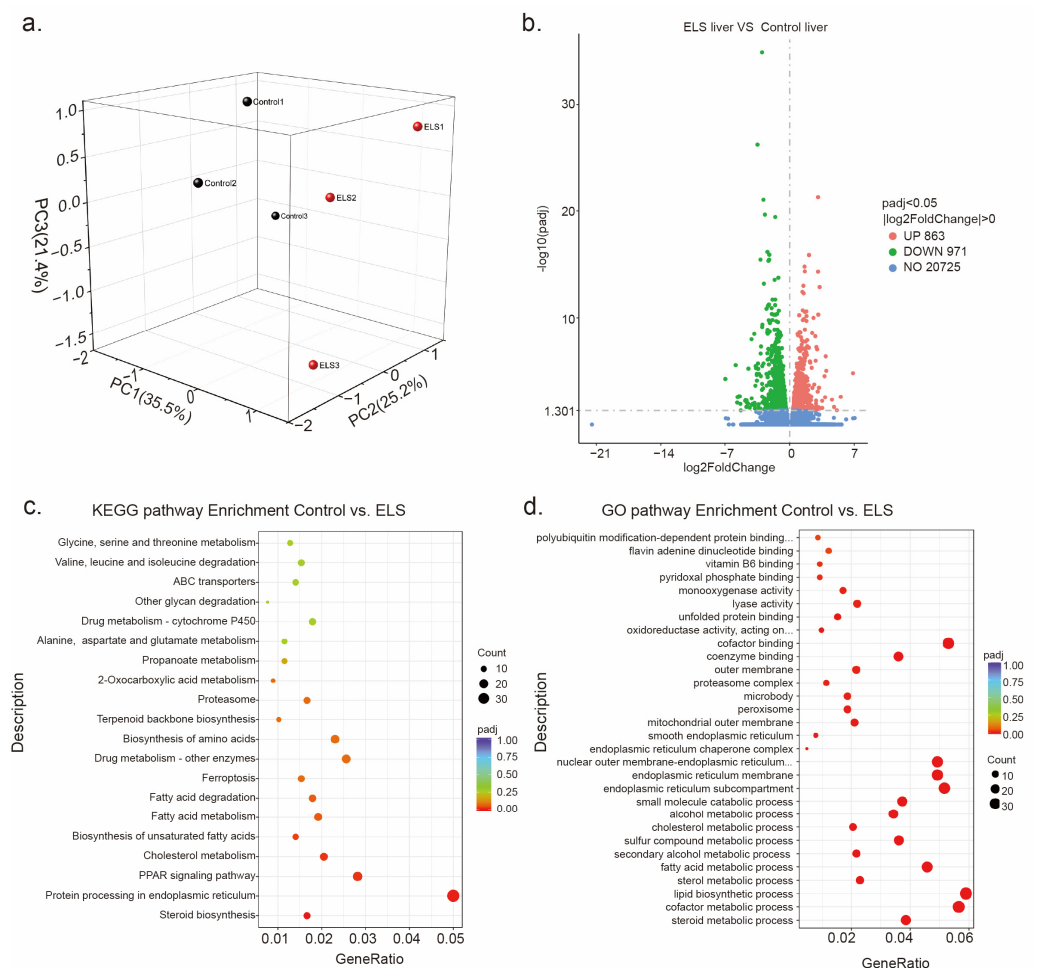 a.
Control1
ELS1
Control2
ELS2
Control3
ELS3
PC3(21.4%)
1.0
0.5
0.0
−0.5
−1.0
−1.5
−2
−1
0
1
PC1(35.5%)
−2
−1
0
1
PC2(25.2%)
b.
ELS liver VS Control liver
-log10(padj)
30
20
10
1.301
−21
−14
−7
0
7
log2FoldChange
padj<0.05
|log2FoldChange|>0
UP 863
DOWN 971
NO 20725
c.
KEGG pathway Enrichment Control vs. ELS
Description
Glycine, serine and threonine metabolism
Valine, leucine and isoleucine degradation
ABC transporters
Other glycan degradation
Drug metabolism - cytochrome P450
Alanine, aspartate and glutamate metabolism
Propanoate metabolism
2-Oxocarboxylic acid metabolism
Proteasome
Terpenoid backbone biosynthesis
Biosynthesis of amino acids
Drug metabolism - other enzymes
Ferroptosis
Fatty acid degradation
Fatty acid metabolism
Biosynthesis of unsaturated fatty acids
Cholesterol metabolism
PPAR signaling pathway
Protein processing in endoplasmic reticulum
Steroid biosynthesis
0.01
0.02
0.03
0.04
0.05
GeneRatio
Count
10
20
30
padj
1.00
0.75
0.50
0.25
0.00
d.
GO pathway Enrichment Control vs. ELS
Description
polyubiquitin modification-dependent protein binding...
flavin adenine dinucleotide binding
vitamin B6 binding
pyridoxal phosphate binding
monooxygenase activity
lyase activity
unfolded protein binding
oxidoreductase activity, acting on...
cofactor binding
coenzyme binding
outer membrane
proteasome complex
microbody
peroxisome
mitochondrial outer membrane
smooth endoplasmic reticulum
endoplasmic reticulum chaperone complex
nuclear outer membrane-endoplasmic reticulum...
endoplasmic reticulum membrane
endoplasmic reticulum subcompartment
small molecule catabolic process
alcohol metabolic process
cholesterol metabolic process
sulfur compound metabolic process
secondary alcohol metabolic process
fatty acid metabolic process
sterol metabolic process
lipid biosynthetic process
cofactor metabolic process
steroid metabolic process
0.02
0.04
0.06
GeneRatio
padj
1.00
0.75
0.50
0.25
0.00
Count
10
20
30